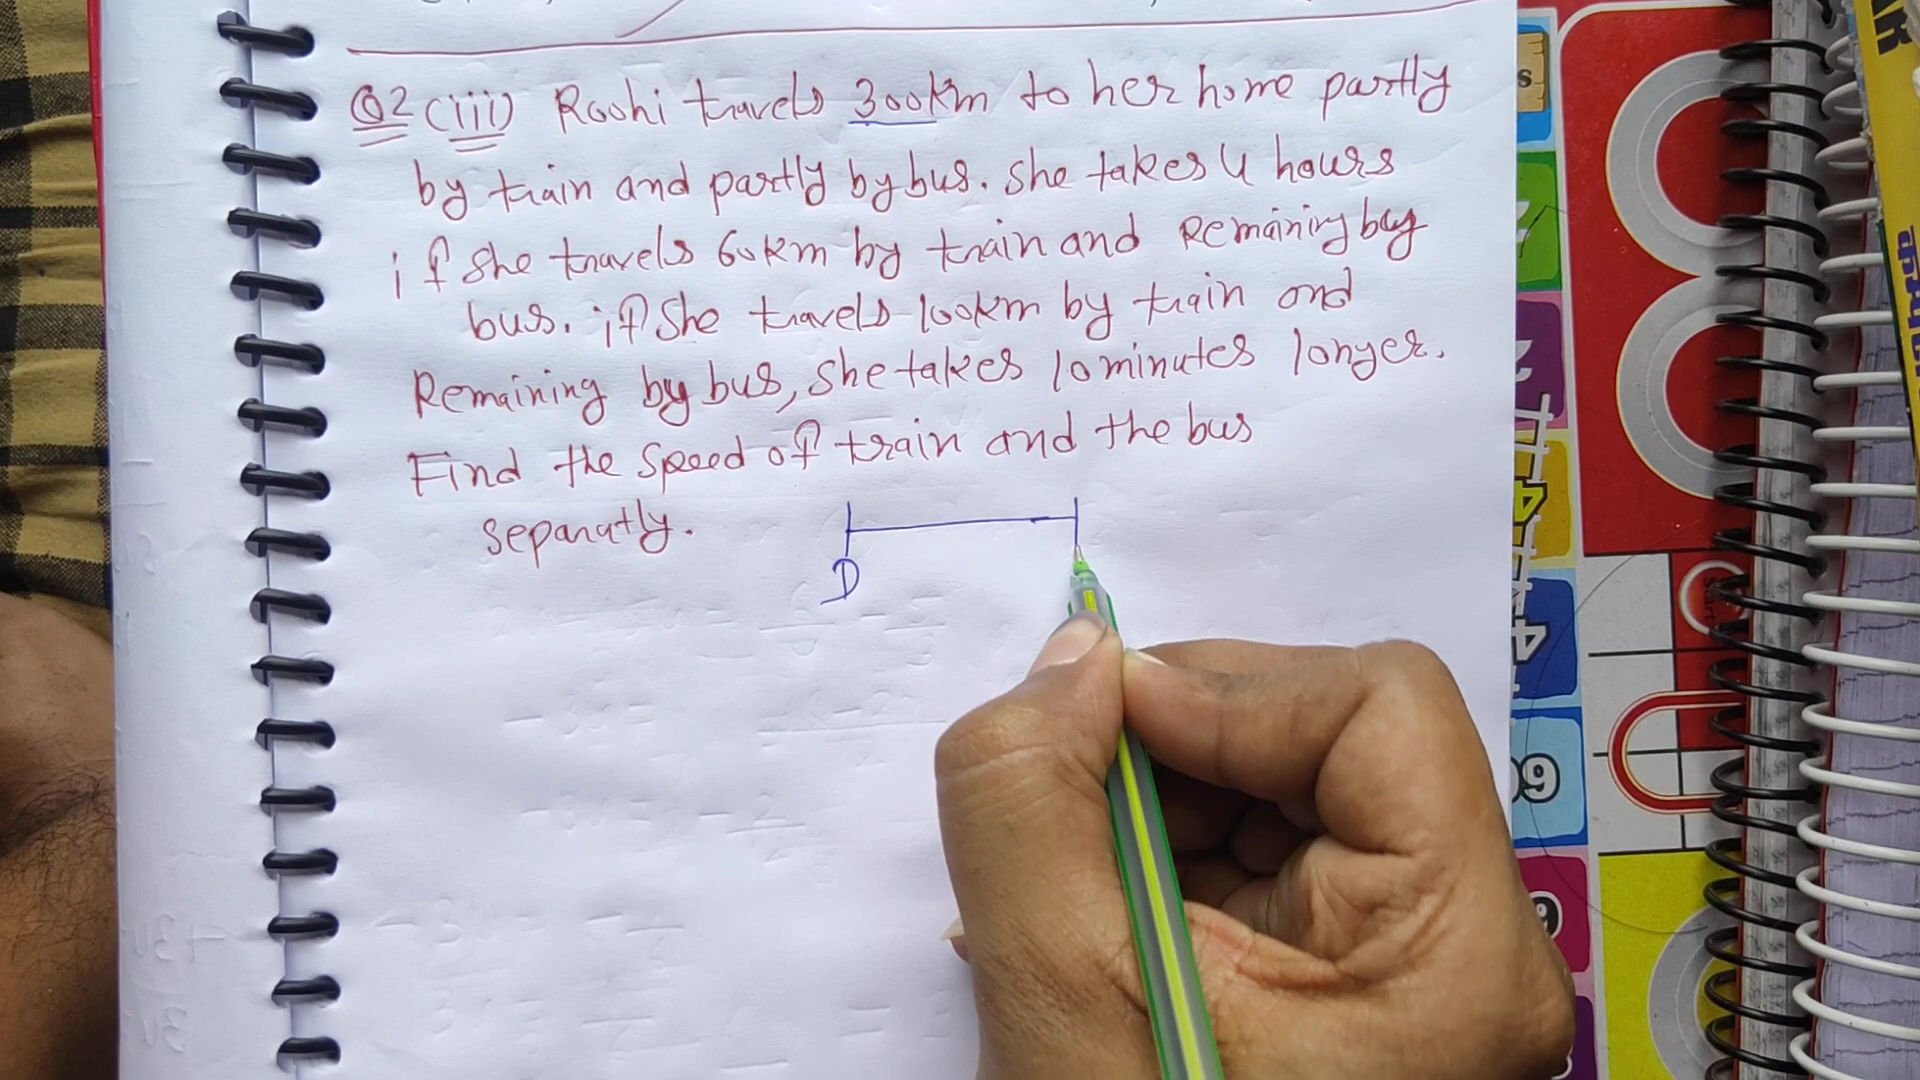 Q2 (iii) Roohi travels 300km to her home partly
by train and partly by bus. she takes 4 hours
if she travels 60km by train and Remaining by
bus. if she travels 100km by train and
Remaining by bus, she takes 10 minutes longer.
Find the speed of train and the bus
separatly.
D